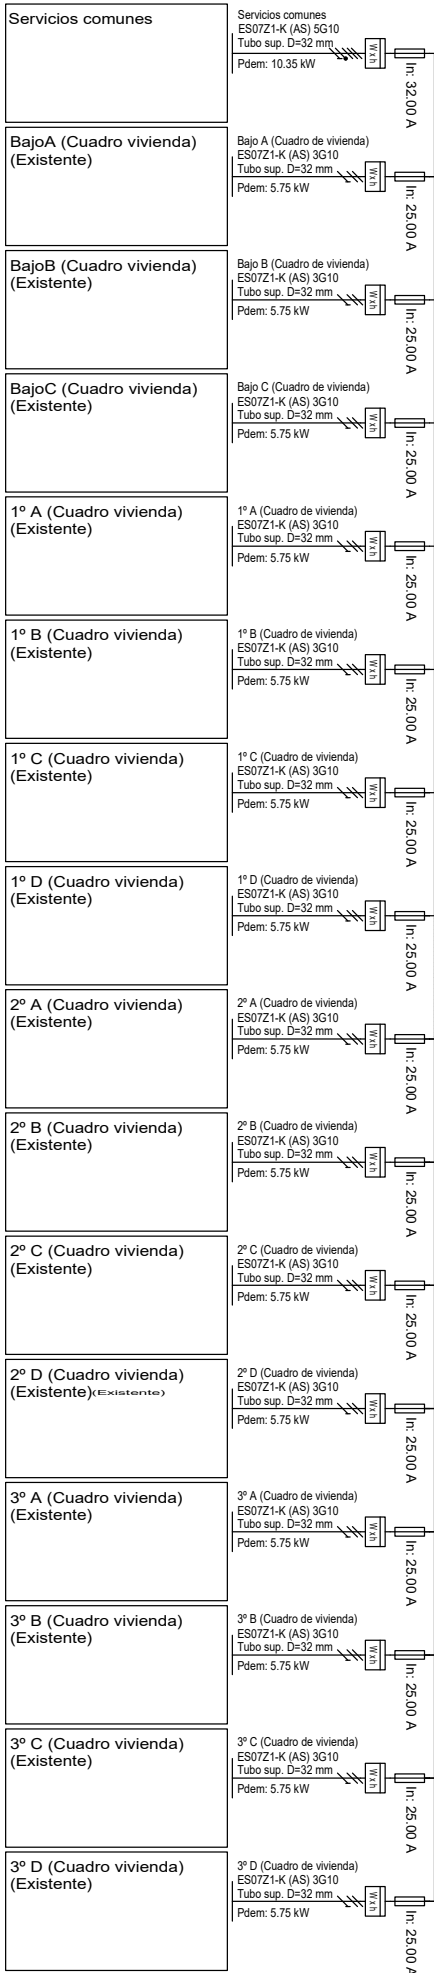 Servicios comunes
Servicios comunes
ES07Z1-K (AS) 5G10
Tubo sup. D=32 mm
Pdem: 10.35 kW
W x h
In: 32.00 A
BajoA (Cuadro vivienda)
(Existente)
Bajo A (Cuadro de vivienda)
ES07Z1-K (AS) 3G10
Tubo sup. D=32 mm
Pdem: 5.75 kW
W x h
In: 25.00 A
BajoB (Cuadro vivienda)
(Existente)
Bajo B (Cuadro de vivienda)
ES07Z1-K (AS) 3G10
Tubo sup. D=32 mm
Pdem: 5.75 kW
W x h
In: 25.00 A
BajoC (Cuadro vivienda)
(Existente)
Bajo C (Cuadro de vivienda)
ES07Z1-K (AS) 3G10
Tubo sup. D=32 mm
Pdem: 5.75 kW
W x h
In: 25.00 A
1º A (Cuadro vivienda)
(Existente)
1º A (Cuadro de vivienda)
ES07Z1-K (AS) 3G10
Tubo sup. D=32 mm
Pdem: 5.75 kW
W x h
In: 25.00 A
1º B (Cuadro vivienda)
(Existente)
1º B (Cuadro de vivienda)
ES07Z1-K (AS) 3G10
Tubo sup. D=32 mm
Pdem: 5.75 kW
W x h
In: 25.00 A
1º C (Cuadro vivienda)
(Existente)
1º C (Cuadro de vivienda)
ES07Z1-K (AS) 3G10
Tubo sup. D=32 mm
Pdem: 5.75 kW
W x h
In: 25.00 A
1º D (Cuadro vivienda)
(Existente)
1º D (Cuadro de vivienda)
ES07Z1-K (AS) 3G10
Tubo sup. D=32 mm
Pdem: 5.75 kW
W x h
In: 25.00 A
2º A (Cuadro vivienda)
(Existente)
2º A (Cuadro de vivienda)
ES07Z1-K (AS) 3G10
Tubo sup. D=32 mm
Pdem: 5.75 kW
W x h
In: 25.00 A
2º B (Cuadro vivienda)
(Existente)
2º B (Cuadro de vivienda)
ES07Z1-K (AS) 3G10
Tubo sup. D=32 mm
Pdem: 5.75 kW
W x h
In: 25.00 A
2º C (Cuadro vivienda)
(Existente)
2º C (Cuadro de vivienda)
ES07Z1-K (AS) 3G10
Tubo sup. D=32 mm
Pdem: 5.75 kW
W x h
In: 25.00 A
2º D (Cuadro vivienda)
(Existente)(Existente)
2º D (Cuadro de vivienda)
ES07Z1-K (AS) 3G10
Tubo sup. D=32 mm
Pdem: 5.75 kW
W x h
In: 25.00 A
3º A (Cuadro vivienda)
(Existente)
3º A (Cuadro de vivienda)
ES07Z1-K (AS) 3G10
Tubo sup. D=32 mm
Pdem: 5.75 kW
W x h
In: 25.00 A
3º B (Cuadro vivienda)
(Existente)
3º B (Cuadro de vivienda)
ES07Z1-K (AS) 3G10
Tubo sup. D=32 mm
Pdem: 5.75 kW
W x h
In: 25.00 A
3º C (Cuadro vivienda)
(Existente)
3º C (Cuadro de vivienda)
ES07Z1-K (AS) 3G10
Tubo sup. D=32 mm
Pdem: 5.75 kW
W x h
In: 25.00 A
3º D (Cuadro vivienda)
(Existente)
3º D (Cuadro de vivienda)
ES07Z1-K (AS) 3G10
Tubo sup. D=32 mm
Pdem: 5.75 kW
W x h
In: 25.00 A